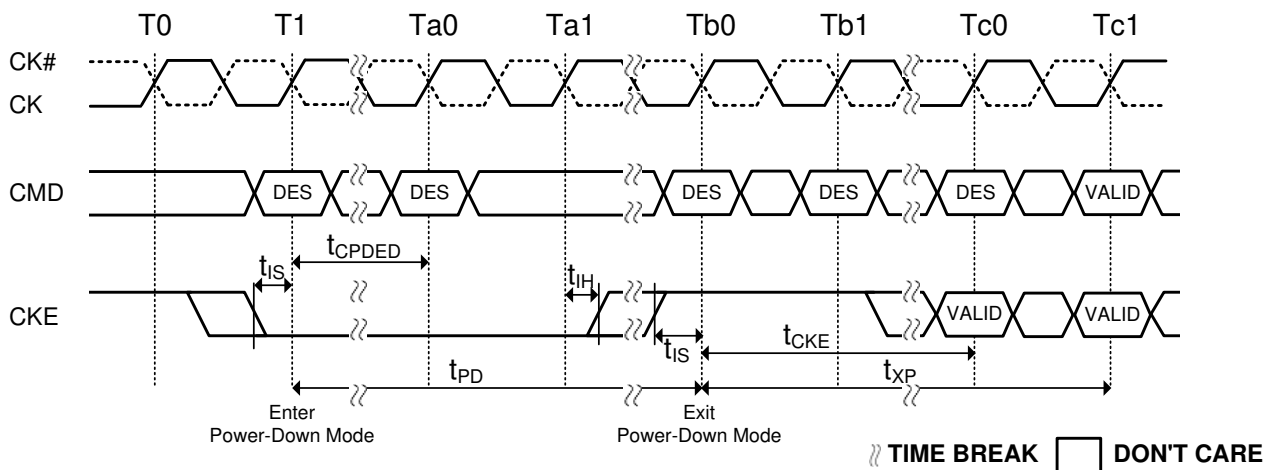 T0 T1 Ta0 Ta1 Tb0 Tb1 Tc0 Tc1
CK#
CK
CMD DES DES DES DES DES VALID
tCPDED
tIS tIH
CKE VALID VALID
tIS tCKE
tPD tXP
Enter
Power-Down Mode
Exit
Power-Down Mode
TIME BREAK DON'T CARE